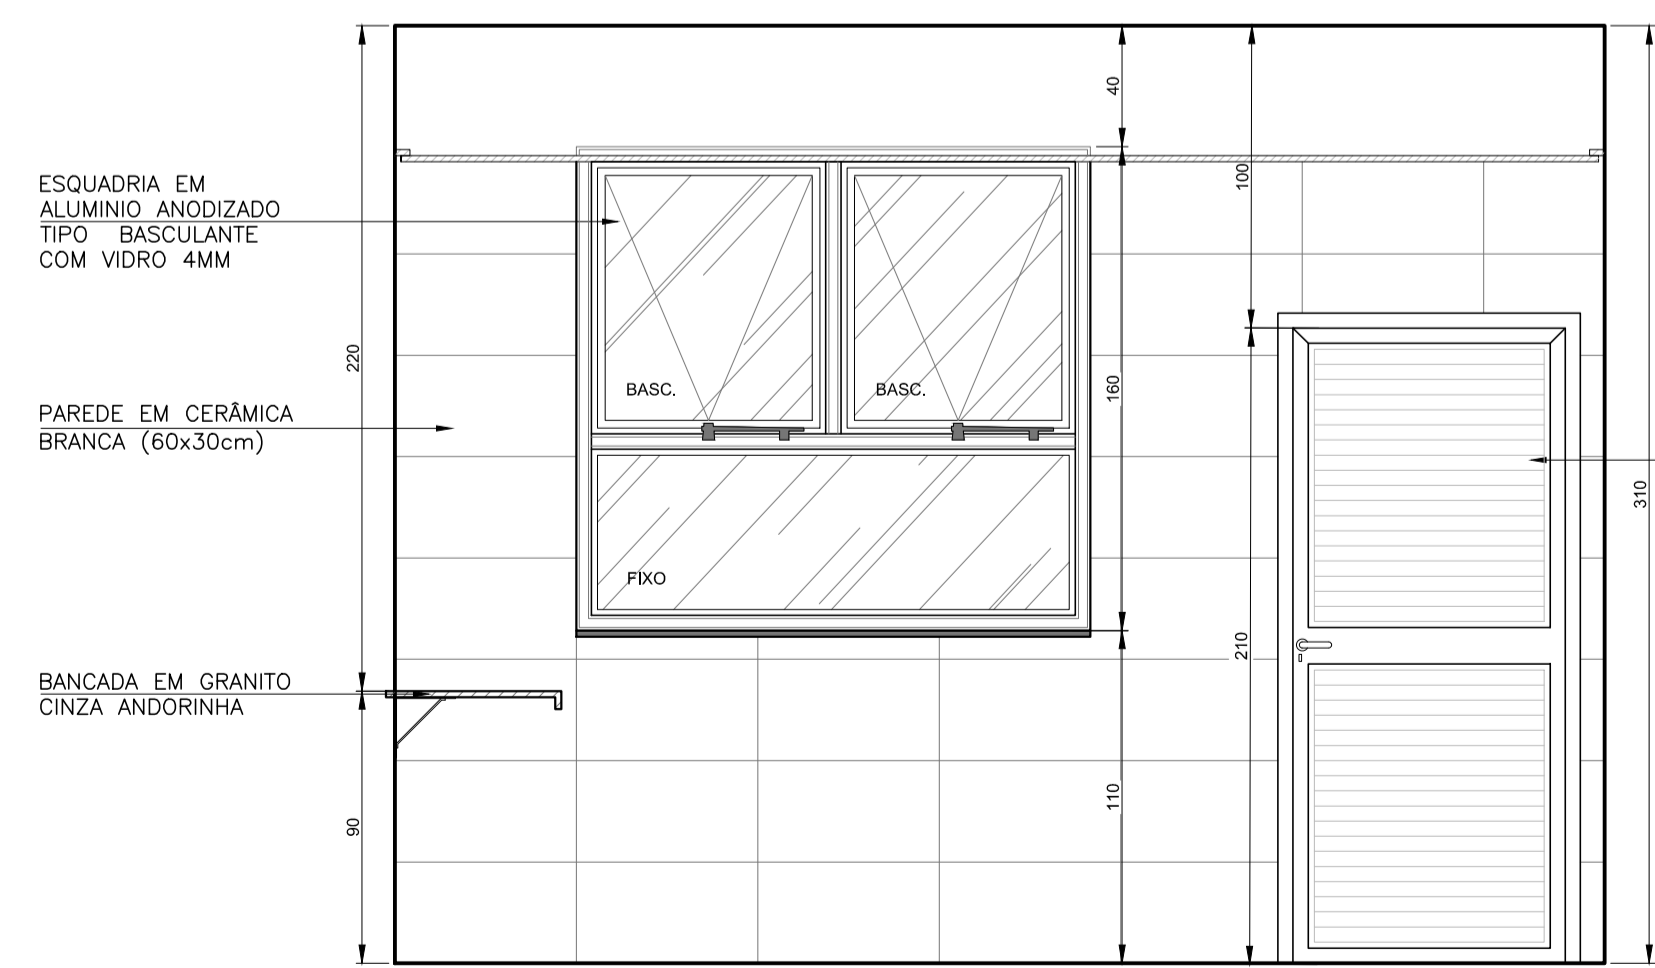 40
100
ESQUADRIA EM
ALUMINIO ANODIZADO
TIPO BASCULANTE
COM VIDRO 4MM
220
BASC.
BASC.
160
PAREDE EM CERÂMICA
BRANCA (60x30cm)
310
FIXO
210
BANCADA EM GRANITO
CINZA ANDORINHA
110
90